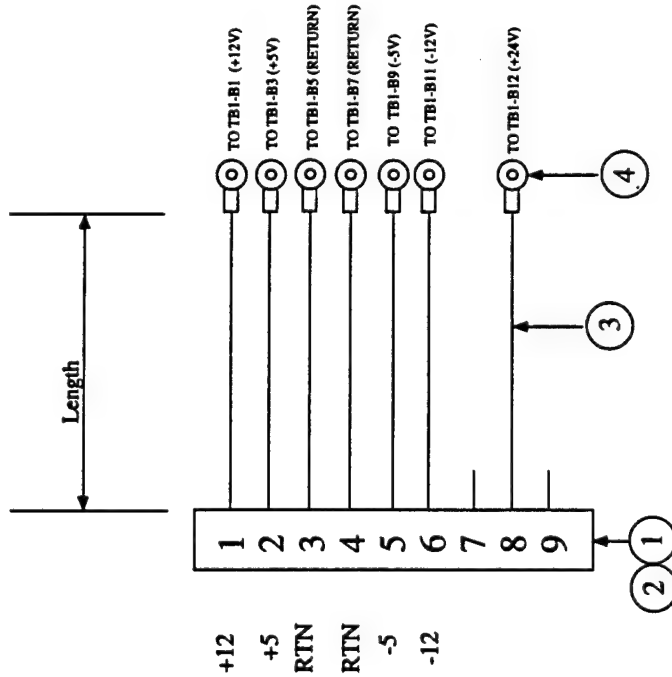 Length
+12
1
TO TB1-B1 (+12V)
+5
2
TO TB1-B3 (+5V)
RTN
3
TO TB1-B5 (RETURN)
RTN
4
TO TB1-B7 (RETURN)
-5
5
TO TB1-B9 (-5V)
-12
6
TO TB1-B11 (-12V)
7
8
TO TB1-B12 (+24V)
9
4
3
2
1